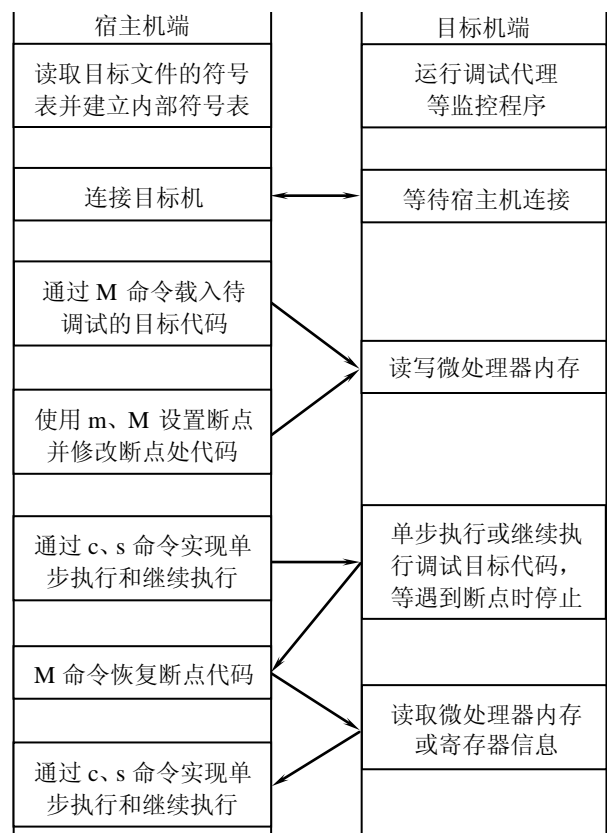 宿主机端
目标机端
读取目标文件的符号
表并建立内部符号表
运行调试代理
等监控程序
连接目标机
等待宿主机连接
通过 M 命令载入待
调试的目标代码
读写微处理器内存
使用 m、M 设置断点
并修改断点处代码
通过 c、s 命令实现单
步执行和继续执行
单步执行或继续执
行调试目标代码，
等遇到断点时停止
M 命令恢复断点代码
读取微处理器内存
或寄存器信息
通过 c、s 命令实现单
步执行和继续执行